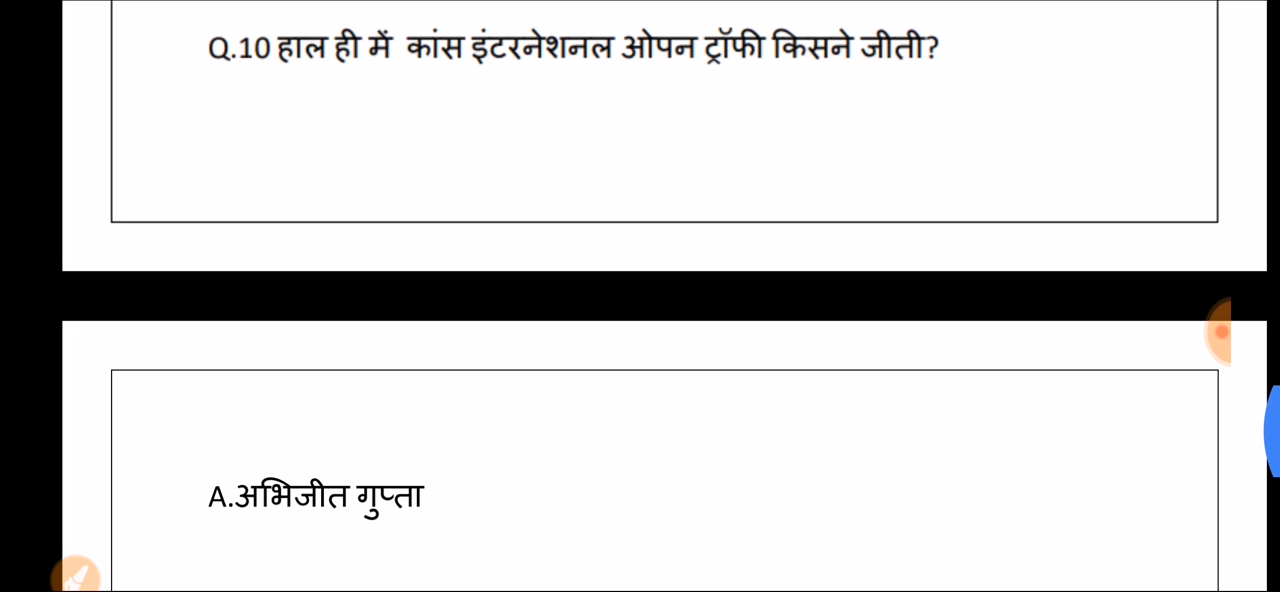 Q.10 हाल ही में कांस इंटरनेशनल ओपन ट्रॉफी किसने जीती?
A.अभिजीत गुप्ता